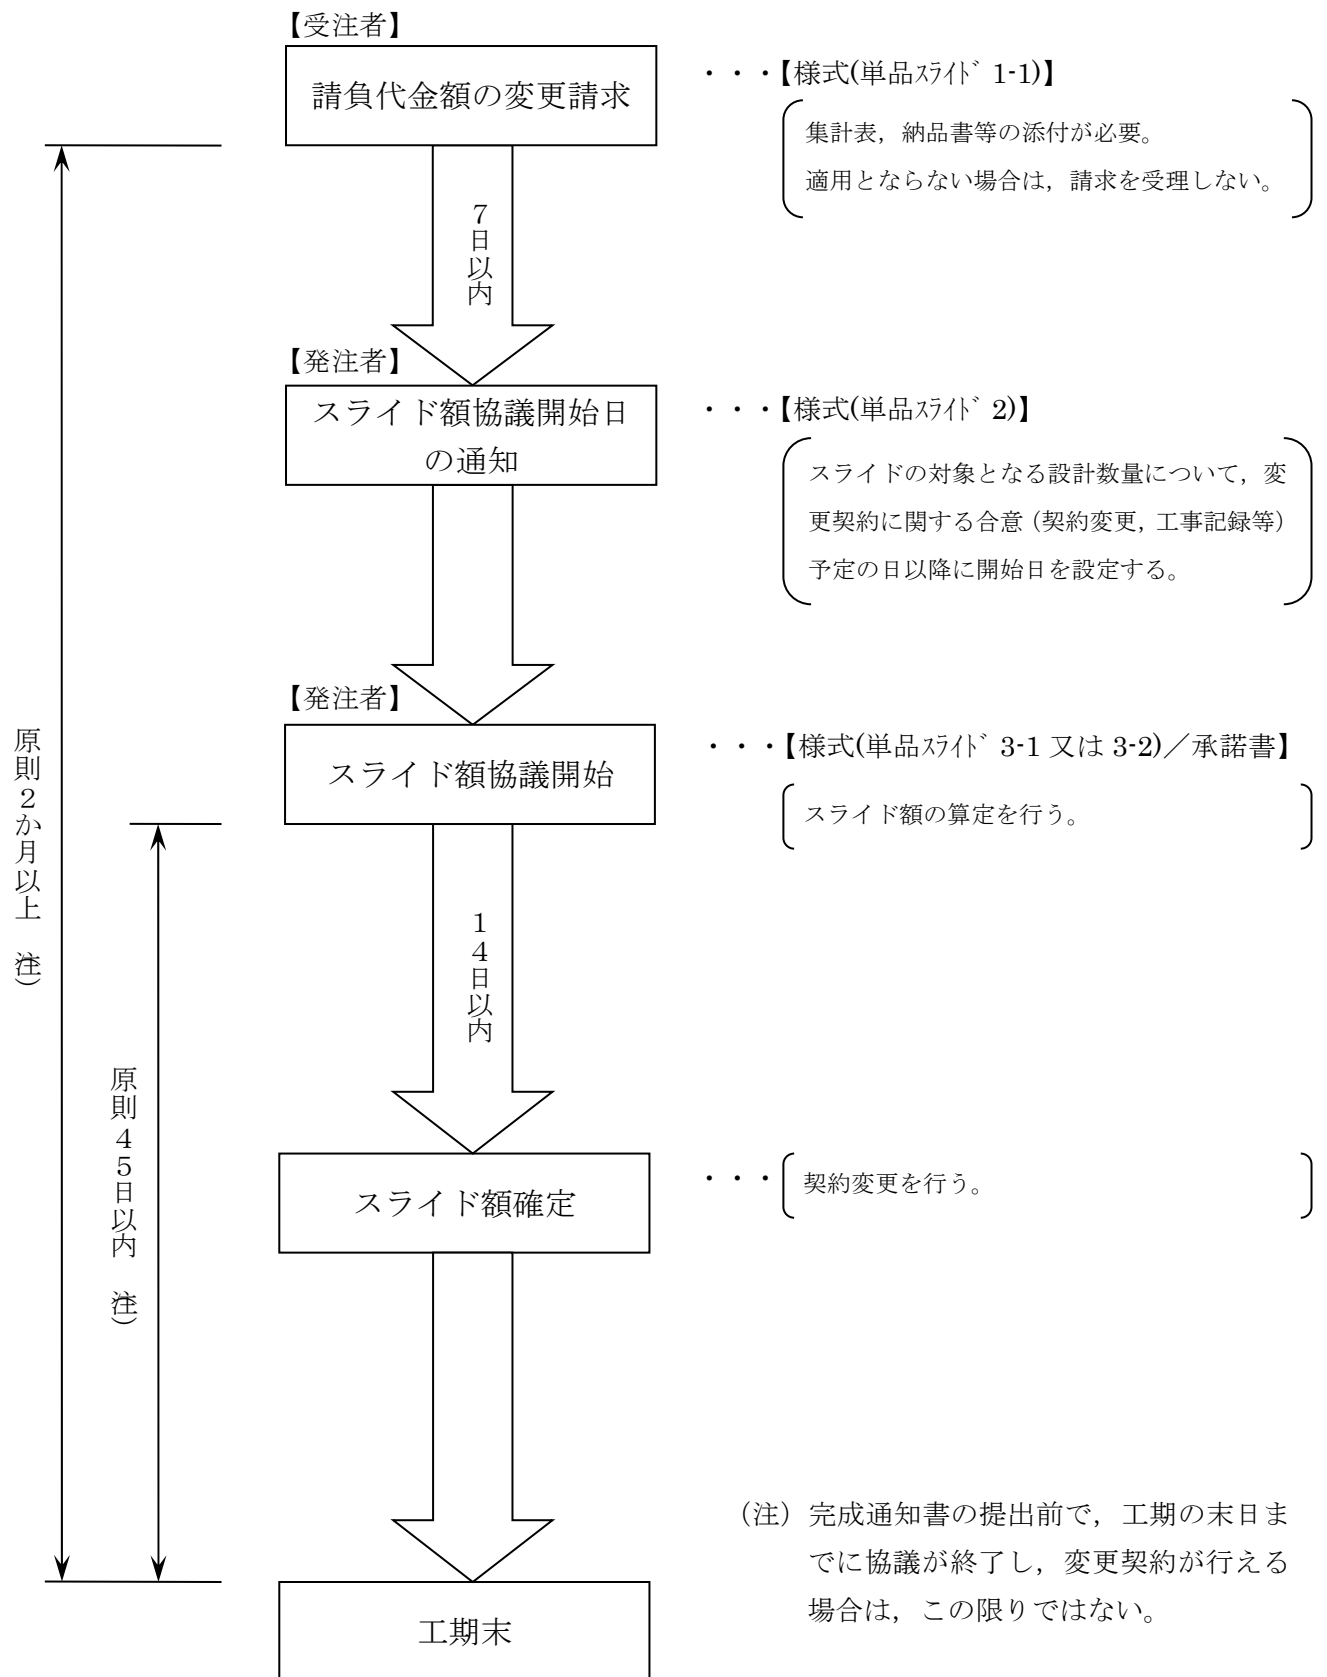 【受注者】
請負代金額の変更請求
・・・【様式(単品ｽﾗｲﾄﾞ 1-1)】
集計表，納品書等の添付が必要。
適用とならない場合は，請求を受理しない。
7日以内
【発注者】
スライド額協議開始日
の通知
・・・【様式(単品ｽﾗｲﾄﾞ 2)】
スライドの対象となる設計数量について，変
更契約に関する合意（契約変更，工事記録等）
予定の日以降に開始日を設定する。
【発注者】
スライド額協議開始
・・・【様式(単品ｽﾗｲﾄﾞ 3-1 又は 3-2)／承諾書】
スライド額の算定を行う。
原則２か月以上　注）
14日以内
原則４５日以内　注）
スライド額確定
・・・
契約変更を行う。
（注）完成通知書の提出前で，工期の末日ま
でに協議が終了し，変更契約が行える
場合は，この限りではない。
工期末